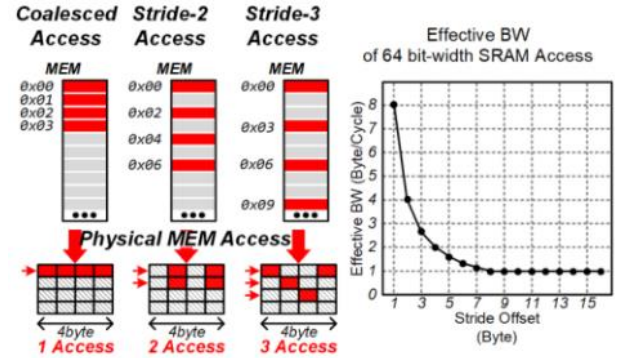 Coalesced Access
Stride-2 Access
Stride-3 Access
MEM
0x00
0x01
0x02
0x03
MEM
0x00
0x02
0x04
0x06
MEM
0x00
0x03
0x06
0x09
Physical MEM Access
4byte
1 Access
4byte
2 Access
4byte
3 Access
Effective BW
of 64 bit-width SRAM Access
Effective BW (Byte/Cycle)
8
7
6
5
4
3
2
1
0
1 3 5 7 9 11 13 15
Stride Offset
(Byte)